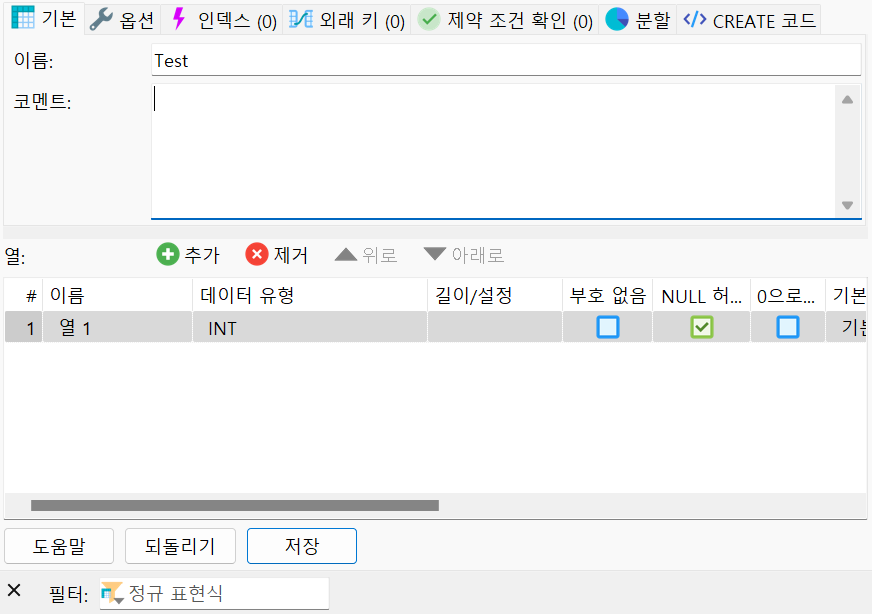 기본 옵션 인덱스 (0) 외래 키 (0) 제약 조건 확인 (0) 분할 </> CREATE 코드
이름: Test
코멘트:
열: 추가 제거 위로 아래로
# 이름 데이터 유형 길이/설정 부호 없음 NULL 허... 0으로... 기본
1 열 1 INT 기본
도움말 되돌리기 저장
필터: 정규 표현식